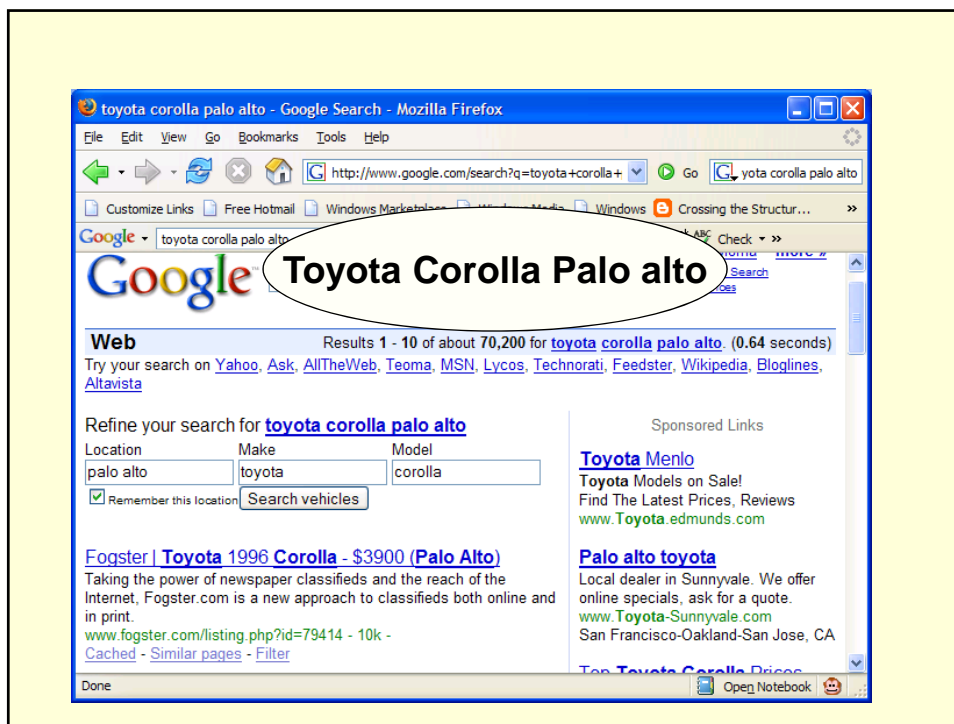 toyota corolla palo alto - Google Search - Mozilla Firefox
File Edit View Go Bookmarks Tools Help
http://www.google.com/search?q=toyota+corolla+ Go yota corolla palo alto
Customize Links Free Hotmail Windows Marketplace Windows Media Windows Crossing the Structur... »
Google toyota corolla palo alto ABC Check »
Google more »
Search
Toyota Corolla Palo alto
Web Results 1 - 10 of about 70,200 for toyota corolla palo alto. (0.64 seconds)
Try your search on Yahoo, Ask, AllTheWeb, Teoma, MSN, Lycos, Technorati, Feedster, Wikipedia, Bloglines,
Altavista
Refine your search for toyota corolla palo alto
Location Make Model
palo alto toyota corolla
Remember this location Search vehicles
Fogster | Toyota 1996 Corolla - $3900 (Palo Alto)
Taking the power of newspaper classifieds and the reach of the
Internet, Fogster.com is a new approach to classifieds both online and
in print.
www.fogster.com/listing.php?id=79414 - 10k -
Cached - Similar pages - Filter
Sponsored Links
Toyota Menlo
Toyota Models on Sale!
Find The Latest Prices, Reviews
www.Toyota.edmunds.com
Palo alto toyota
Local dealer in Sunnyvale. We offer
online specials, ask for a quote.
www.Toyota-Sunnyvale.com
San Francisco-Oakland-San Jose, CA
Top Toyota Corolla Prices
Done Open Notebook